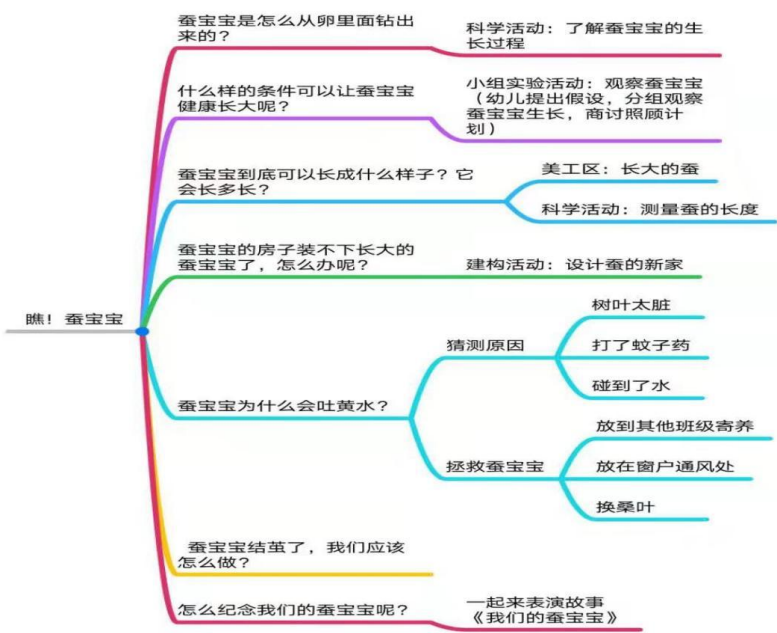 蚕宝宝是怎么从卵里面钻出
来的?
科学活动：了解蚕宝宝的生
长过程
什么样的条件可以让蚕宝宝
健康长大呢?
小组实验活动：观察蚕宝宝
（幼儿提出假设，分组观察
蚕宝宝生长，商讨照顾计
划）
蚕宝宝到底可以长成什么样子? 它
会长多长?
美工区：长大的蚕
科学活动：测量蚕的长度
蚕宝宝的房子装不下长大的
蚕宝宝了，怎么办呢?
建构活动：设计蚕的新家
瞧！蚕宝宝
蚕宝宝为什么会吐黄水?
猜测原因
树叶太脏
打了蚊子药
碰到了水
拯救蚕宝宝
放到其他班级寄养
放在窗户通风处
换桑叶
蚕宝宝结茧了，我们应该
怎么做?
怎么纪念我们的蚕宝宝呢?
一起来表演故事
《我们的蚕宝宝》